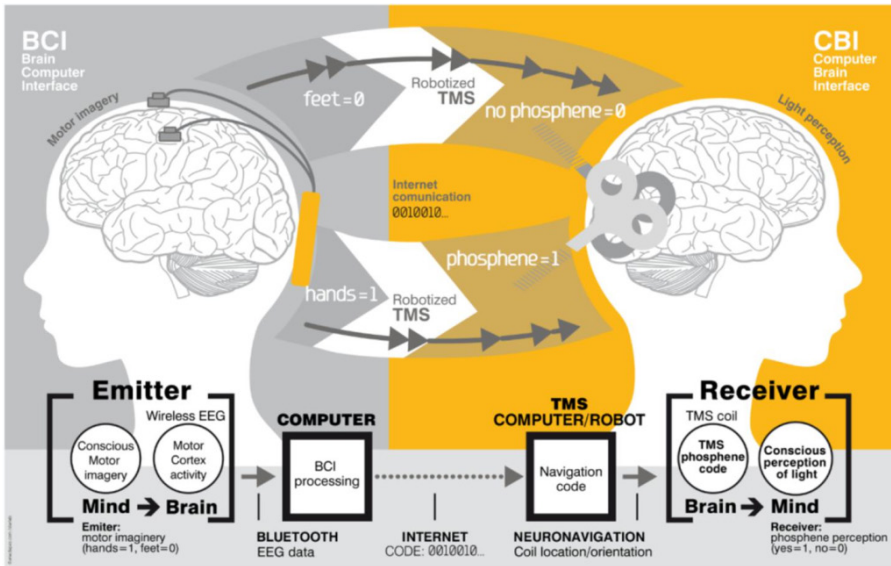 BCI
Brain
Computer
Interface
CBI
Computer
Brain
Interface
Motor imagery
Light perception
feet=0
Robotized
TMS
no phosphene=0
Internet
comunication
0010010...
hands=1
Robotized
TMS
phosphene=1
Emitter
Wireless EEG
Conscious
Motor
imagery
Motor
Cortex
activity
Mind
Brain
Emiter:
motor imaginery
(hands=1, feet=0)
COMPUTER
BCI
processing
BLUETOOTH
EEG data
INTERNET
CODE: 0010010...
TMS
COMPUTER/ROBOT
Navigation
code
NEURONAVIGATION
Coil location/orientation
Receiver
TMS coil
TMS
phosphene
code
Conscious
perception
of light
Brain
Mind
Receiver:
phosphene perception
(yes=1, no=0)